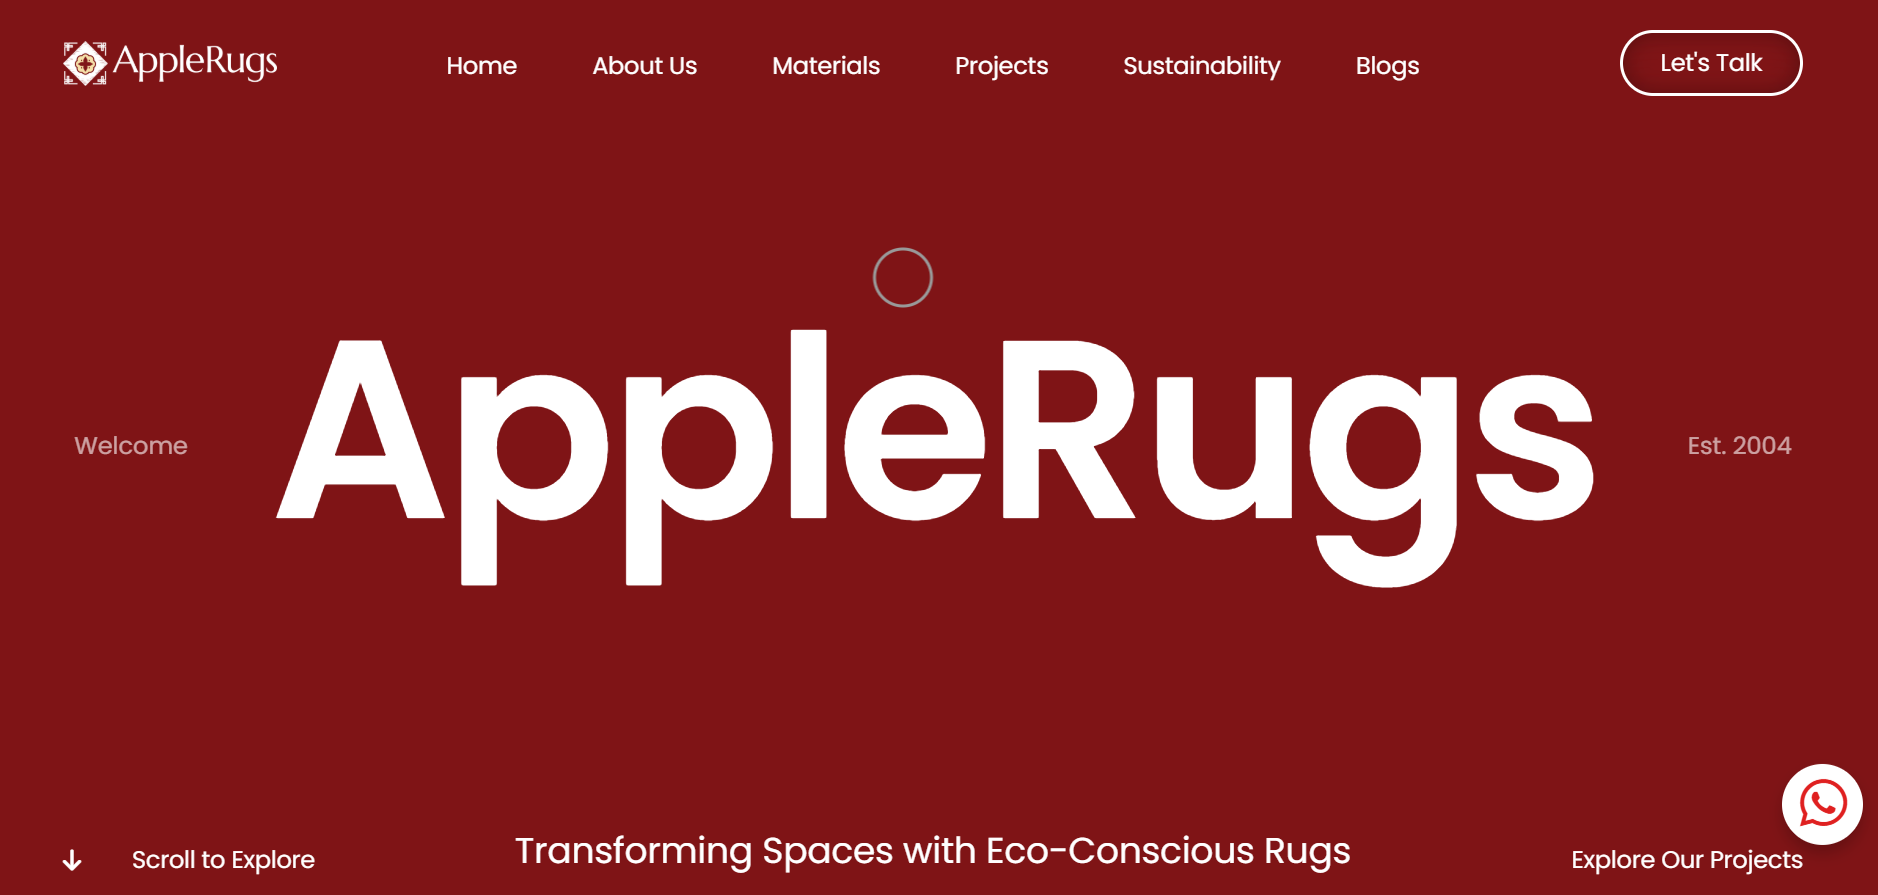 AppleRugs
Home
About Us
Materials
Projects
Sustainability
Blogs
Let's Talk
Welcome
AppleRugs
Est. 2004
Scroll to Explore
Transforming Spaces with Eco-Conscious Rugs
Explore Our Projects